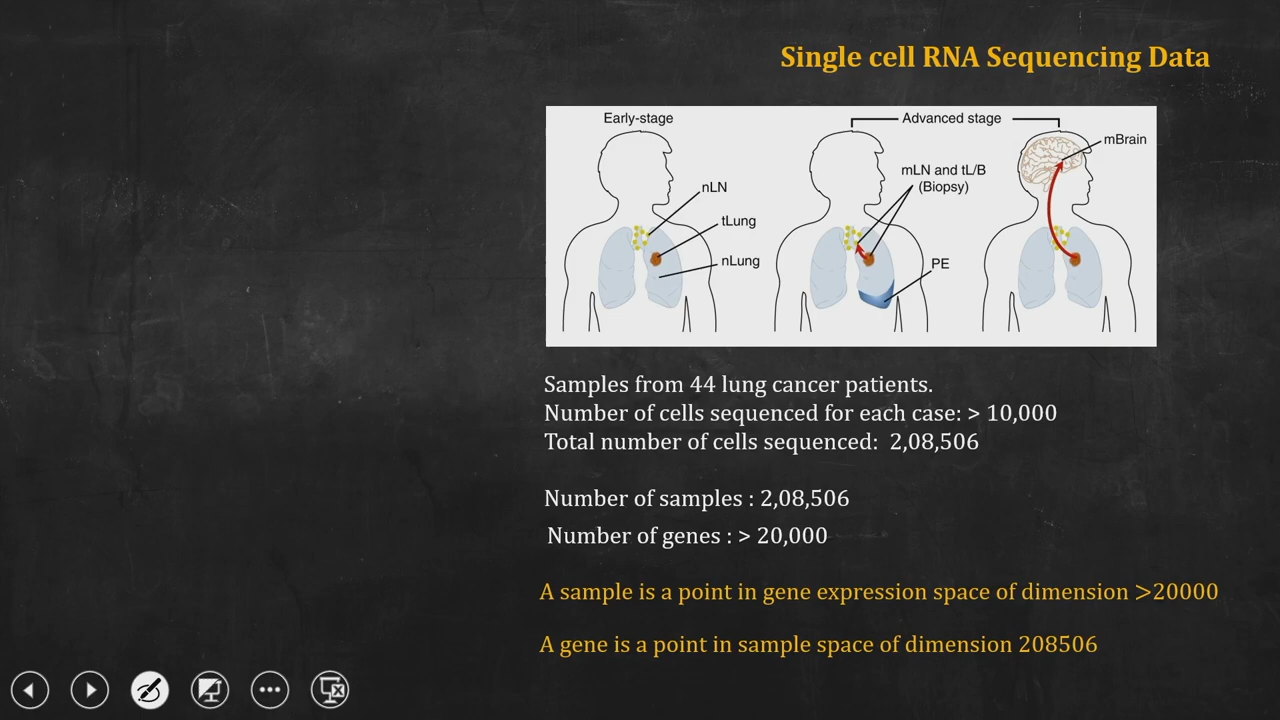 Single cell RNA Sequencing Data
Early-stage
Advanced stage
mBrain
mLN and tL/B
(Biopsy)
nLN
tLung
nLung
PE
Samples from 44 lung cancer patients.
Number of cells sequenced for each case: > 10,000
Total number of cells sequenced: 2,08,506
Number of samples : 2,08,506
Number of genes : > 20,000
A sample is a point in gene expression space of dimension >20000
A gene is a point in sample space of dimension 208506